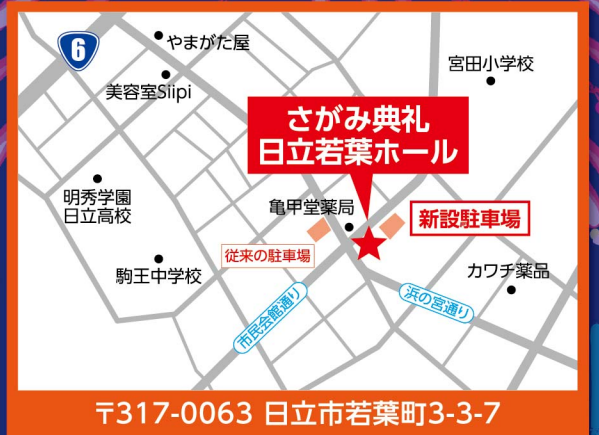 6
やまがた屋
美容室Siipi
宮田小学校
さがみ典礼
日立若葉ホール
明秀学園
日立高校
亀甲堂薬局
新設駐車場
従来の駐車場
駒王中学校
カワチ薬品
浜の宮通り
市民会館通り
〒317-0063 日立市若葉町3-3-7